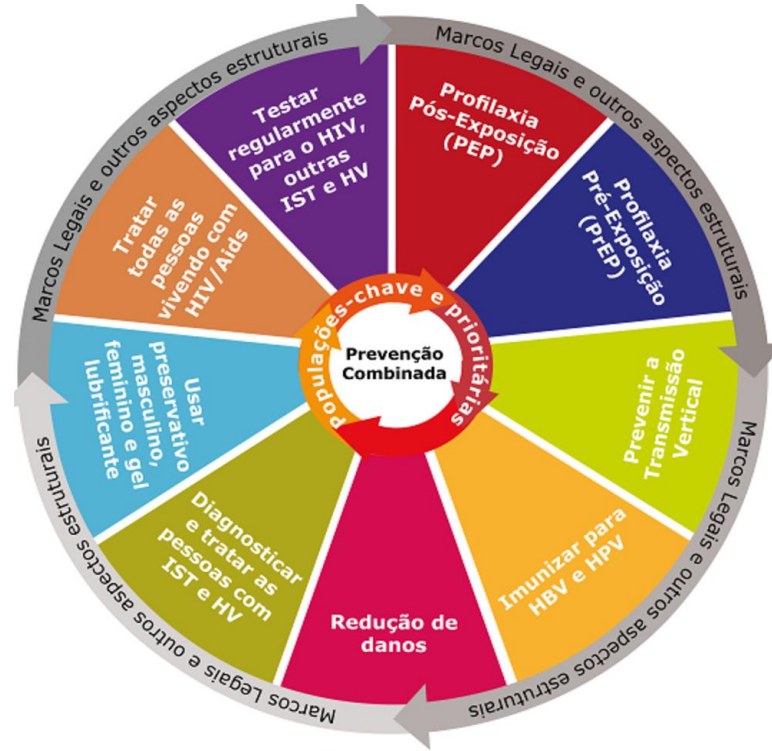 Marcos Legais e outros aspectos estruturais
Marcos Legais e outros aspectos estruturais
Marcos Legais e outros aspectos estruturais
Marcos Legais e outros aspectos estruturais
Populações-chave e prioritárias
Prevenção
Combinada
Profilaxia
Pós-Exposição
(PEP)
Profilaxia
Pré-Exposição
(PrEP)
Prevenir a
Transmissão
Vertical
Imunizar para
HBV e HPV
Redução de
danos
Diagnosticar
e tratar as
pessoas com
IST e HV
Usar
preservativo
masculino,
feminino e gel
lubrificante
Tratar
todas as
pessoas
vivendo com
HIV/Aids
Testar
regularmente
para o HIV,
outras
IST e HV